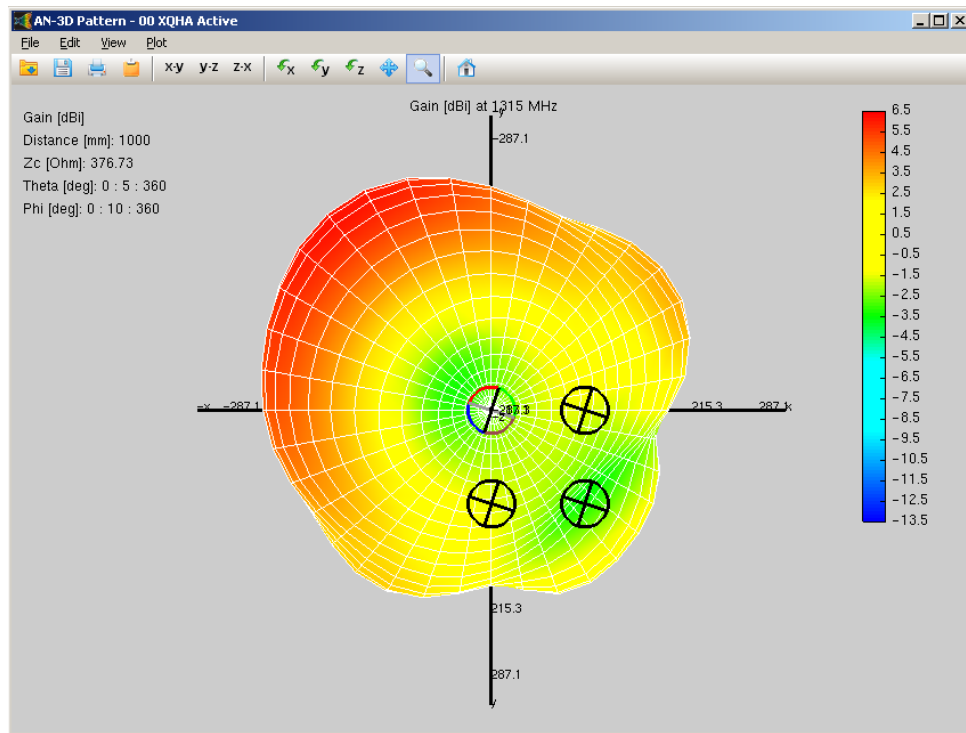 AN-3D Pattern - 00 XQHA Active
File Edit View Plot
x-y y-z z-x x y z
Gain [dBi] at 1315 MHz
Gain [dBi]
Distance [mm]: 1000
Zc [Ohm]: 376.73
Theta [deg]: 0 : 5 : 360
Phi [deg]: 0 : 10 : 360
y
-287.1
-x -287.1
215.3 287.1 x
215.3
287.1
y
6.5
5.5
4.5
3.5
2.5
1.5
0.5
-0.5
-1.5
-2.5
-3.5
-4.5
-5.5
-6.5
-7.5
-8.5
-9.5
-10.5
-11.5
-12.5
-13.5